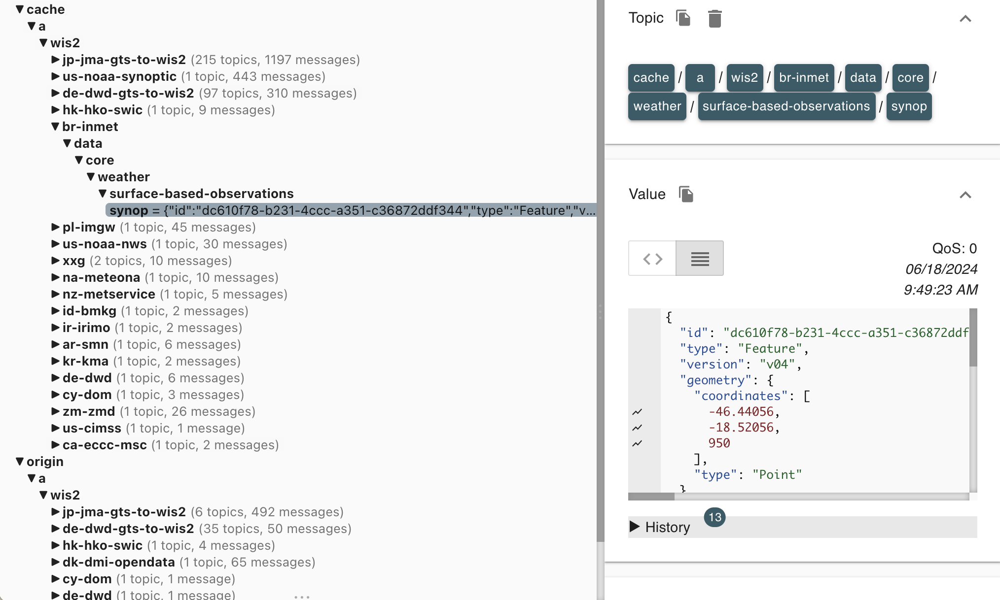 cache
a
wis2
jp-jma-gts-to-wis2 (215 topics, 1197 messages)
us-noaa-synoptic (1 topic, 443 messages)
de-dwd-gts-to-wis2 (97 topics, 310 messages)
hk-hko-swic (1 topic, 9 messages)
br-inmet
data
core
weather
surface-based-observations
synop = {"id":"dc610f78-b231-4ccc-a351-c36872ddf344","type":"Feature","v...
pl-imgw (1 topic, 45 messages)
us-noaa-nws (1 topic, 30 messages)
xxg (2 topics, 10 messages)
na-meteona (1 topic, 10 messages)
nz-metservice (1 topic, 5 messages)
id-bmkg (1 topic, 2 messages)
ir-irimo (1 topic, 2 messages)
ar-smn (1 topic, 6 messages)
kr-kma (1 topic, 2 messages)
de-dwd (1 topic, 6 messages)
cy-dom (1 topic, 3 messages)
zm-zmd (1 topic, 26 messages)
us-cimss (1 topic, 1 message)
ca-eccc-msc (1 topic, 2 messages)
origin
a
wis2
jp-jma-gts-to-wis2 (6 topics, 492 messages)
de-dwd-gts-to-wis2 (35 topics, 50 messages)
hk-hko-swic (1 topic, 4 messages)
dk-dmi-opendata (1 topic, 65 messages)
cy-dom (1 topic, 1 message)
de-dwd (1 topic, 1 message)
Topic
cache / a / wis2 / br-inmet / data / core /
weather / surface-based-observations / synop
Value
QoS: 0
06/18/2024
9:49:23 AM
{
"id": "dc610f78-b231-4ccc-a351-c36872ddf
"type": "Feature",
"version": "v04",
"geometry": {
"coordinates": [
-46.44056,
-18.52056,
950
],
"type": "Point"
}
History 13